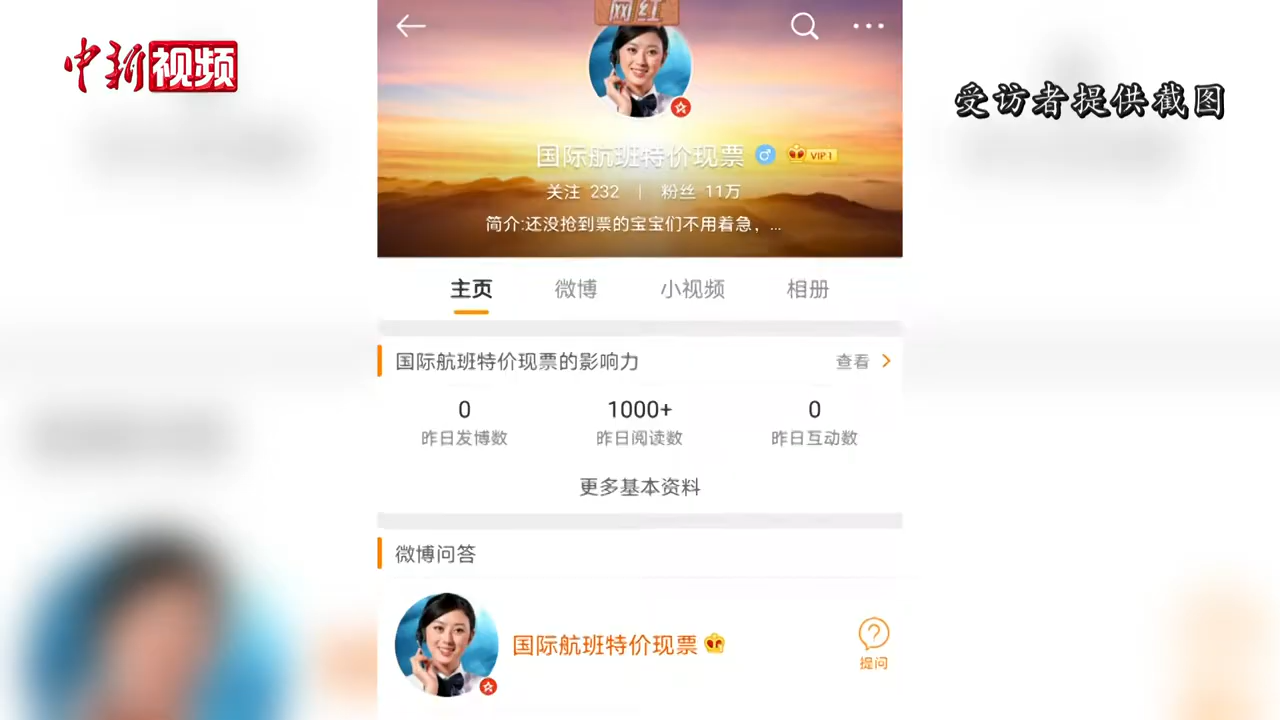 网红
中新视频
受访者提供截图
国际航班特价现票 VIP 1
关注 232 | 粉丝 11万
简介:还没抢到票的宝宝们不用着急，...
主页 微博 小视频 相册
国际航班特价现票的影响力 查看
0 1000+ 0
昨日发博数 昨日阅读数 昨日互动数
更多基本资料
微博问答
国际航班特价现票
提问